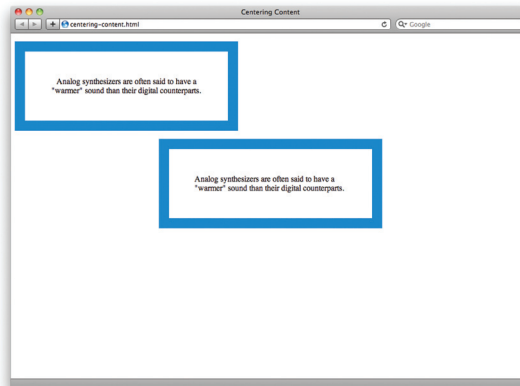 Centering Content
centering-content.html
Google
Analog synthesizers are often said to have a
"warmer" sound than their digital counterparts.
Analog synthesizers are often said to have a
"warmer" sound than their digital counterparts.